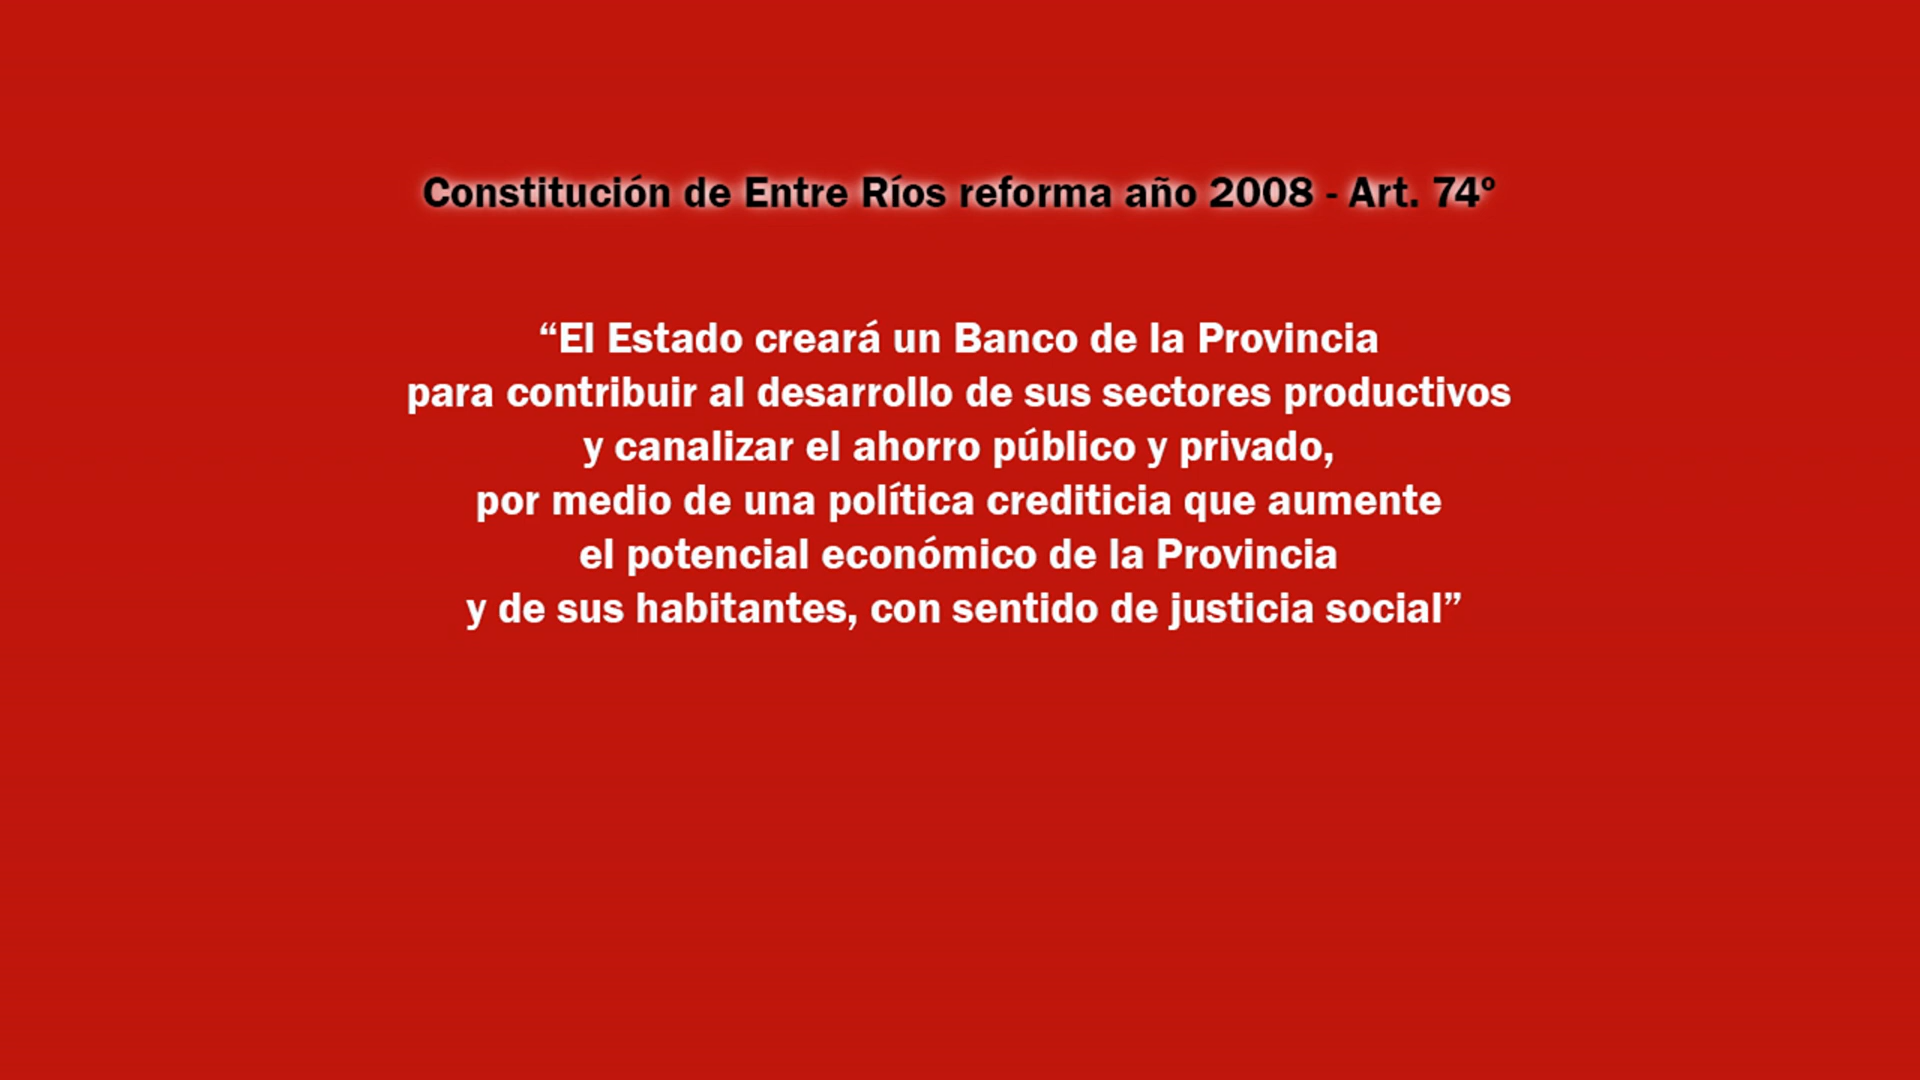 Constitución de Entre Ríos reforma año 2008 - Art. 74º
“El Estado creará un Banco de la Provincia
para contribuir al desarrollo de sus sectores productivos
y canalizar el ahorro público y privado,
por medio de una política crediticia que aumente
el potencial económico de la Provincia
y de sus habitantes, con sentido de justicia social”